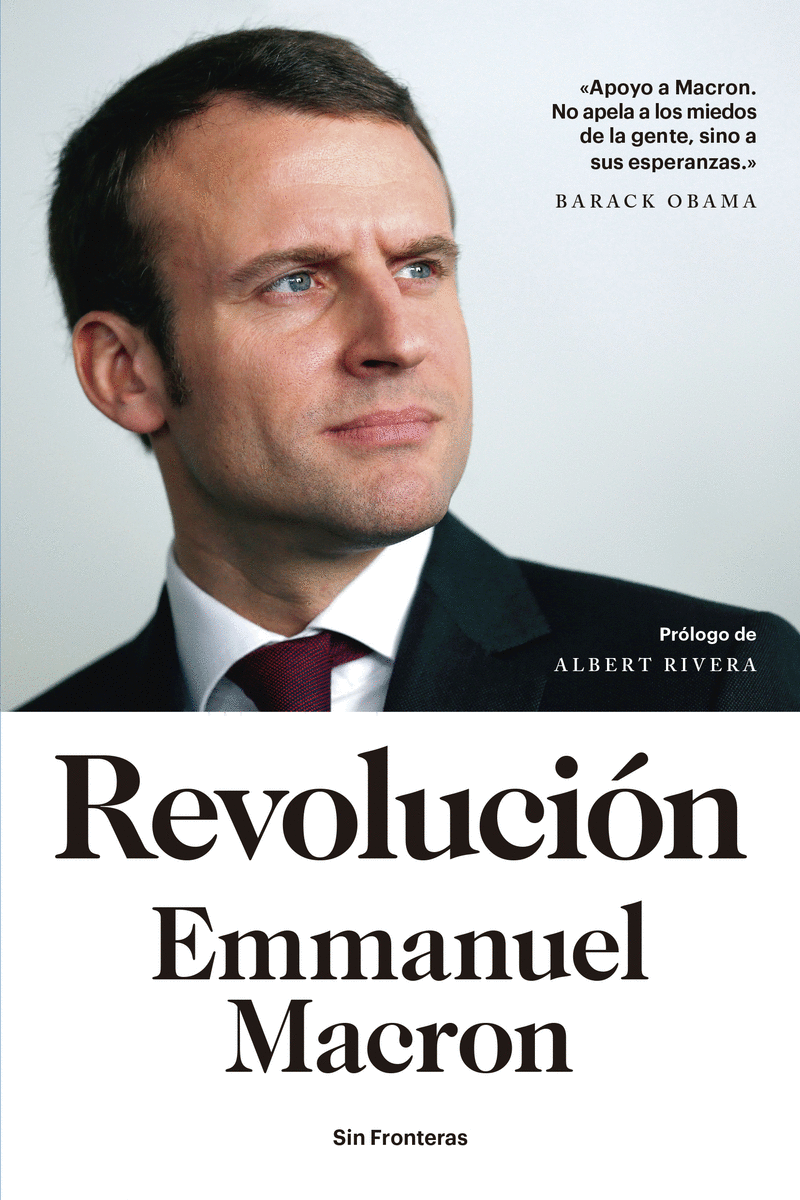 «Apoyo a Macron.
No apela a los miedos
de la gente, sino a
sus esperanzas.»
BARACK OBAMA
Prólogo de
ALBERT RIVERA
Revolución
Emmanuel
Macron
Sin Fronteras